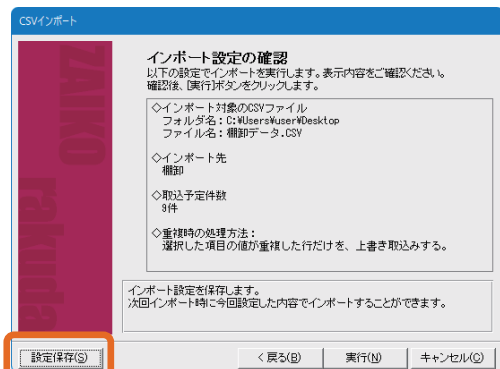 CSVインポート
ZAIKO rakuda
インポート設定の確認
以下の設定でインポートを実行します。表示内容をご確認ください。
確認後、[実行]ボタンをクリックします。
◇インポート対象のCSVファイル
フォルダ名:C:¥Users¥user¥Desktop
ファイル名:棚卸データ.CSV
◇インポート先
棚卸
◇取込予定件数
9件
◇重複時の処理方法:
選択した項目の値が重複した行だけを、上書き取込みする。
インポート設定を保存します。
次回インポート時に今回設定した内容でインポートすることができます。
設定保存(S)
<戻る(B)
実行(N)
キャンセル(C)